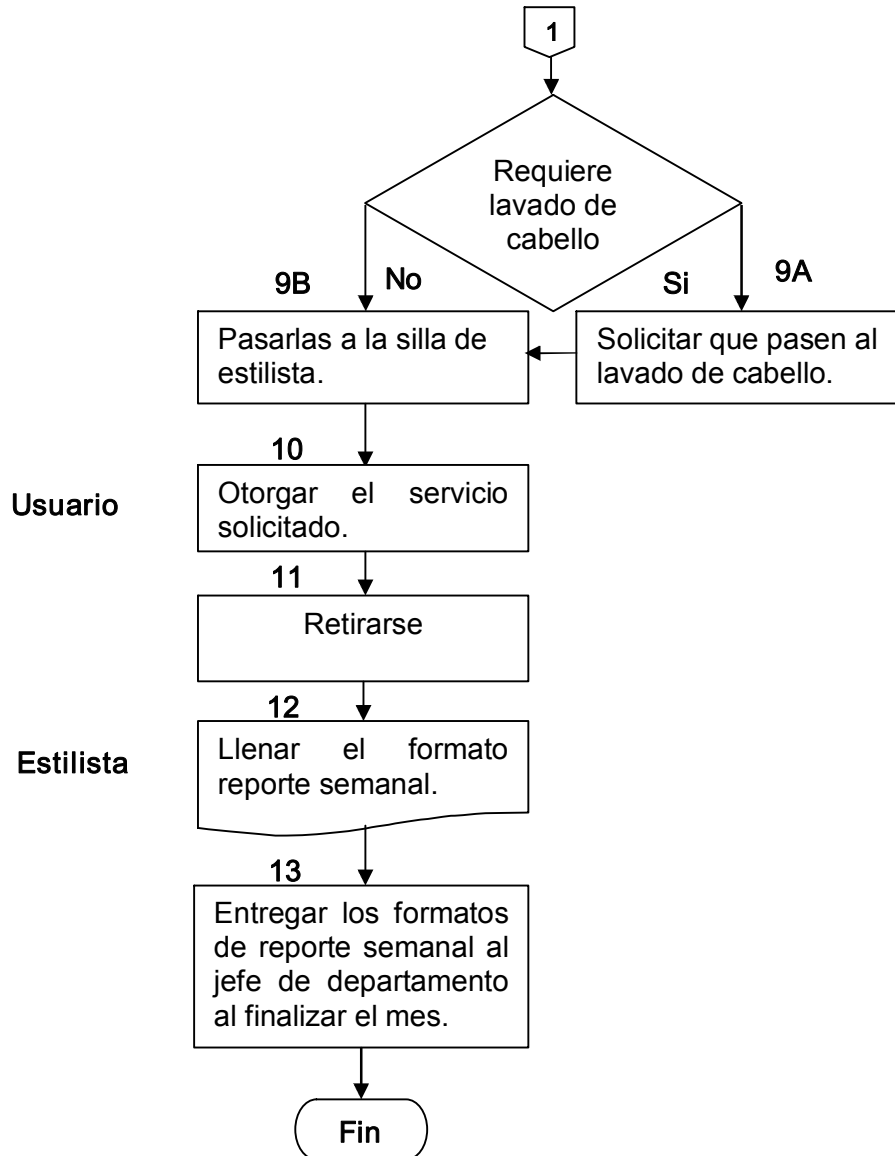 1
Requiere
lavado de
cabello
9B
No
Si
9A
Pasarlas a la silla de
estilista.
Solicitar que pasen al
lavado de cabello.
10
Usuario
Otorgar el servicio
solicitado.
11
Retirarse
12
Estilista
Llenar el formato
reporte semanal.
13
Entregar los formatos
de reporte semanal al
jefe de departamento
al finalizar el mes.
Fin